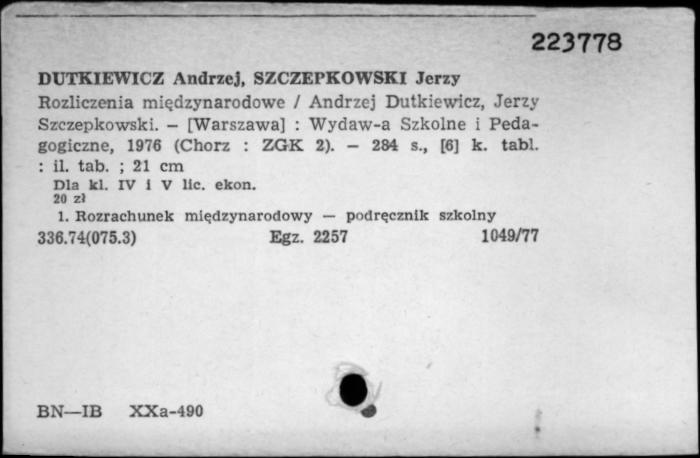 223778
DUTKIEWICZ Andrzej, SZCZEPKOWSKI Jerzy
Rozliczenia międzynarodowe / Andrzej Dutkiewicz, Jerzy
Szczepkowski. — [Warszawa] : Wydaw-a Szkolne i Peda-
gogiczne, 1976 (Chorz : ZGK 2). — 284 s., [6] k. tabl.
: il. tab. ; 21 cm
Dla kl. IV i V lic. ekon.
20 zł
1. Rozrachunek międzynarodowy — podręcznik szkolny
336.74(075.3) Egz. 2257 1049/77
BN—IB XXa-490